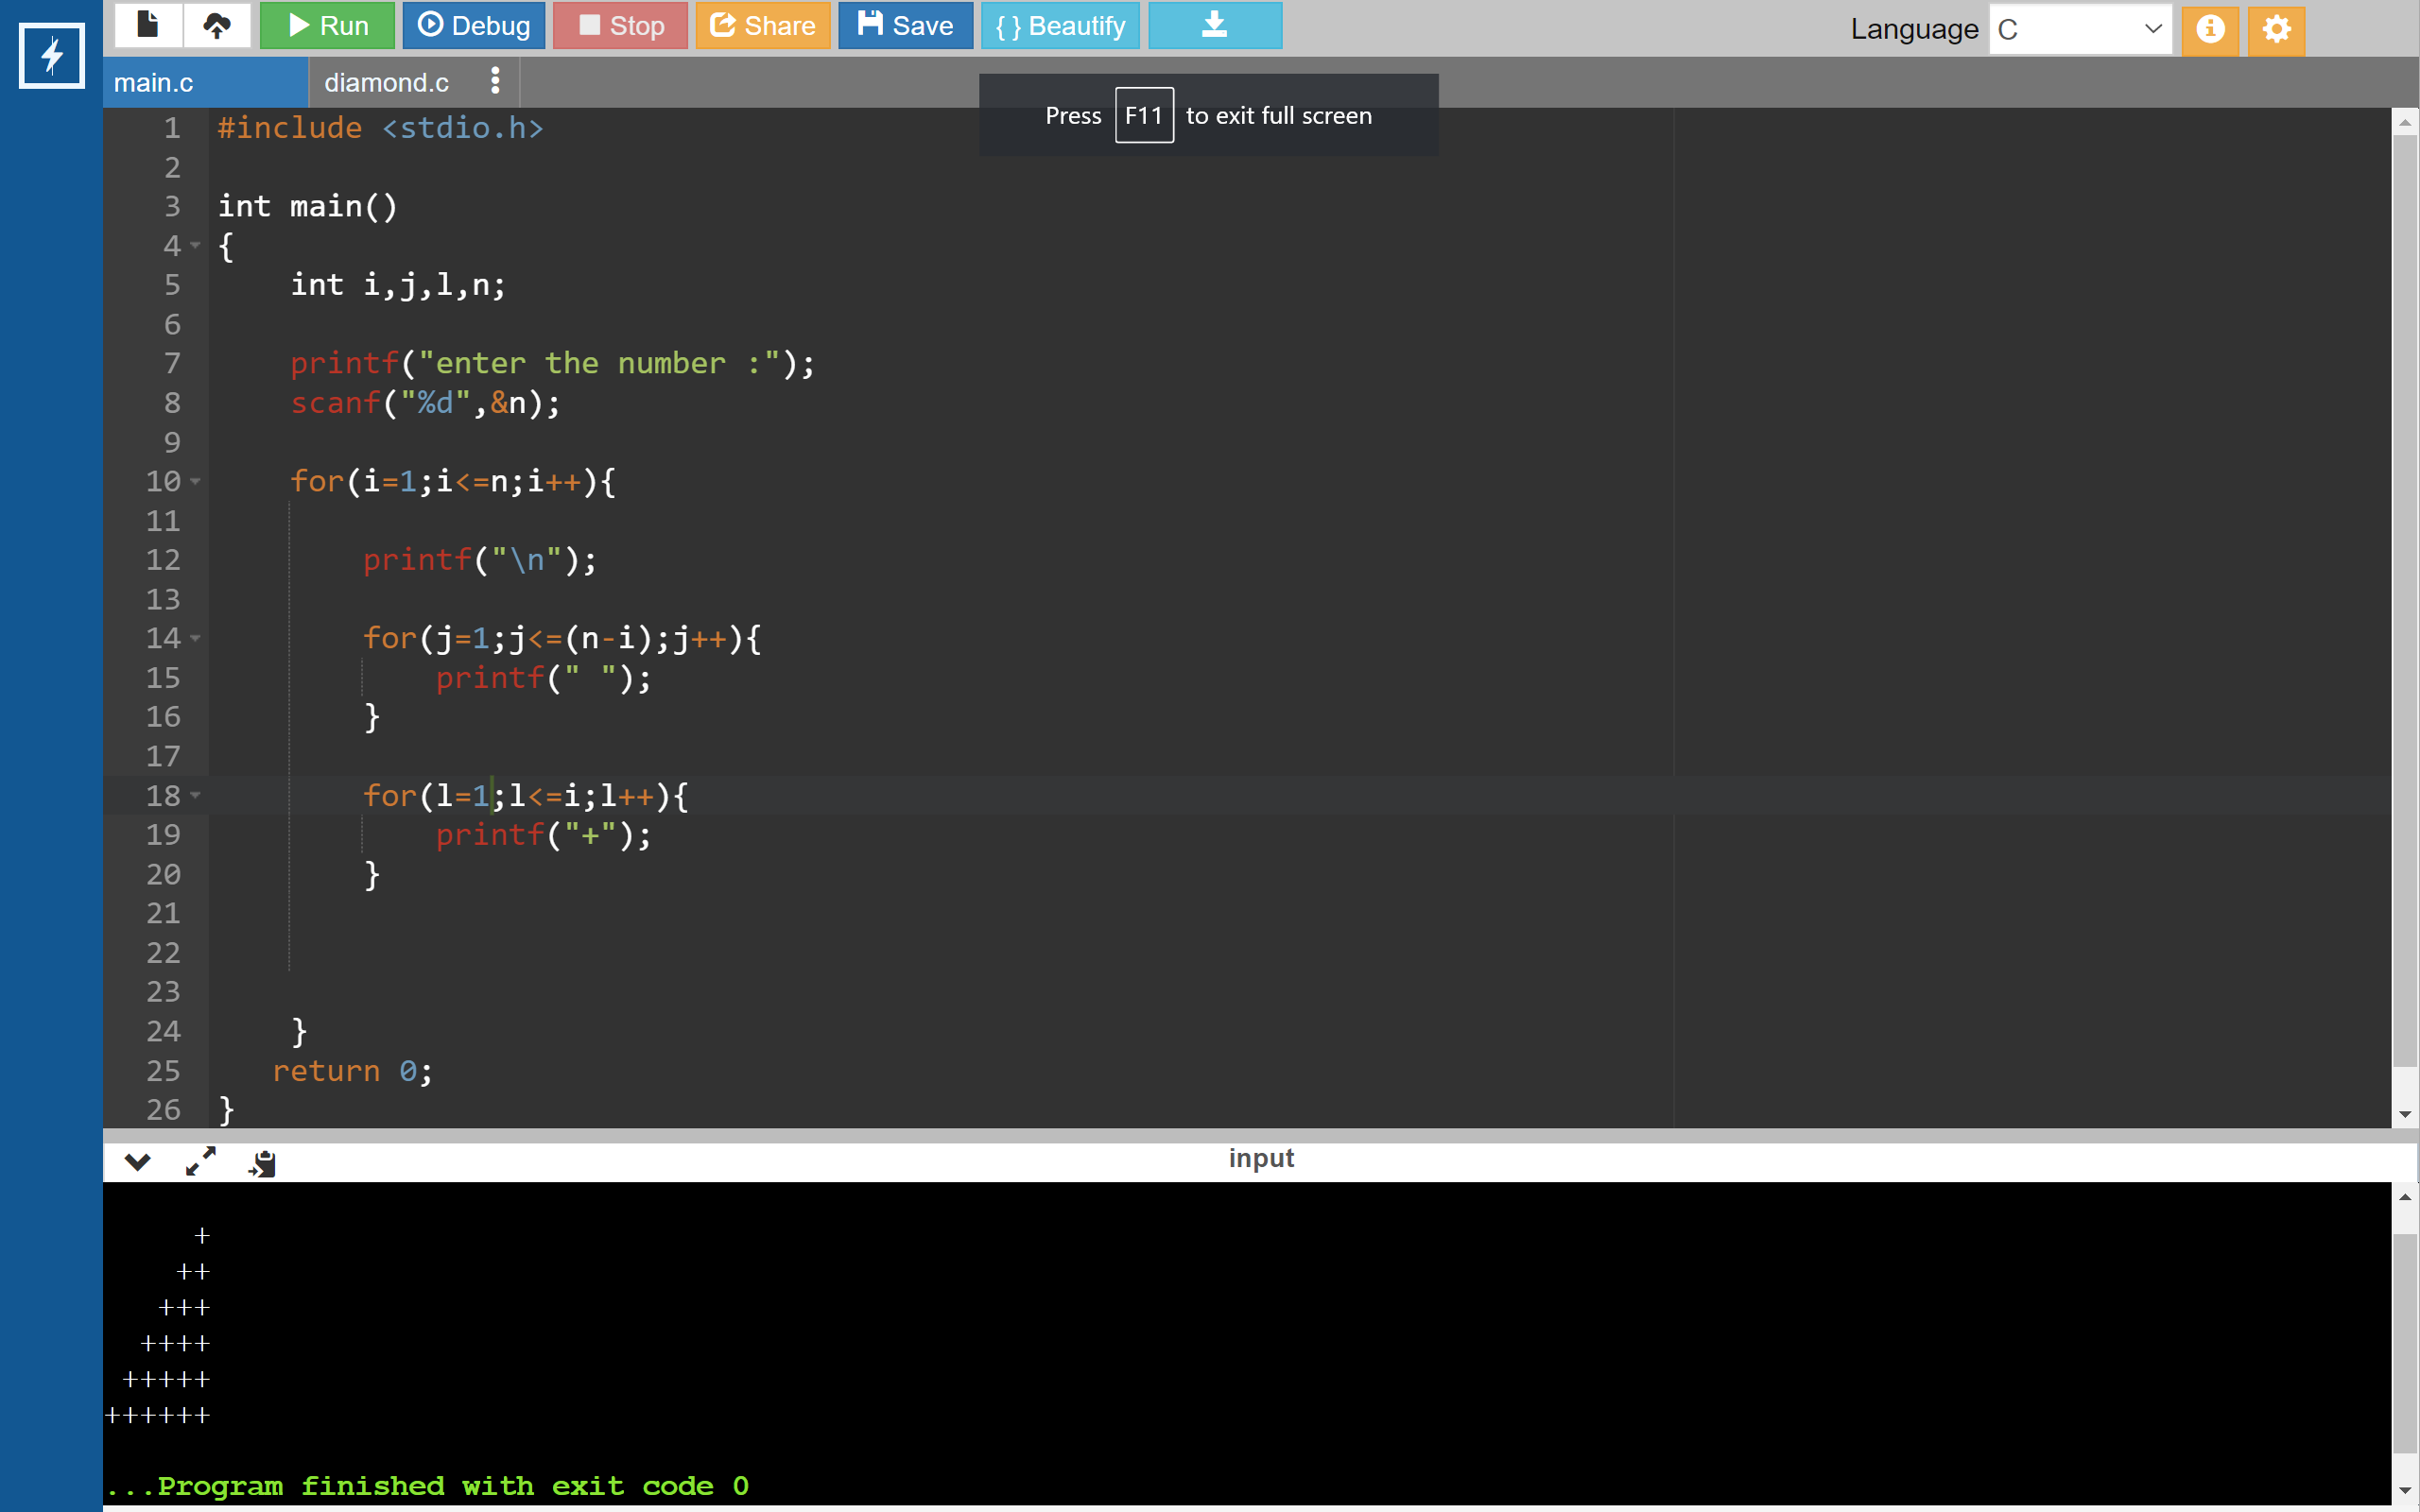 Run Debug Stop Share Save { } Beautify Language C
main.c diamond.c
Press F11 to exit full screen
1 #include <stdio.h>
2
3 int main()
4 {
5     int i,j,l,n;
6
7     printf("enter the number :");
8     scanf("%d",&n);
9
10     for(i=1;i<=n;i++){
11
12         printf("\n");
13
14         for(j=1;j<=(n-i);j++){
15             printf(" ");
16         }
17
18         for(l=1;l<=i;l++){
19             printf("+");
20         }
21
22
23
24     }
25    return 0;
26 }
input
     +
    ++
   +++
  ++++
 +++++
++++++
...Program finished with exit code 0